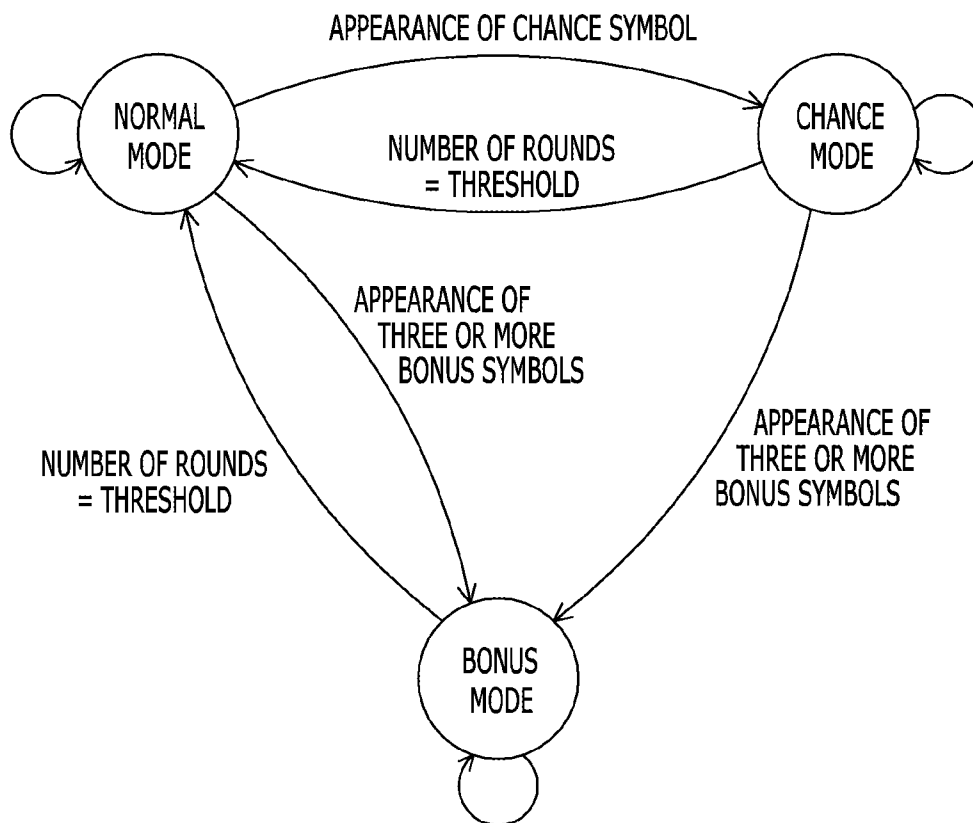 APPEARANCE OF CHANCE SYMBOL
NORMAL
MODE
CHANCE
MODE
NUMBER OF ROUNDS
= THRESHOLD
APPEARANCE OF
THREE OR MORE
BONUS SYMBOLS
APPEARANCE OF
THREE OR MORE
BONUS SYMBOLS
NUMBER OF ROUNDS
= THRESHOLD
BONUS
MODE